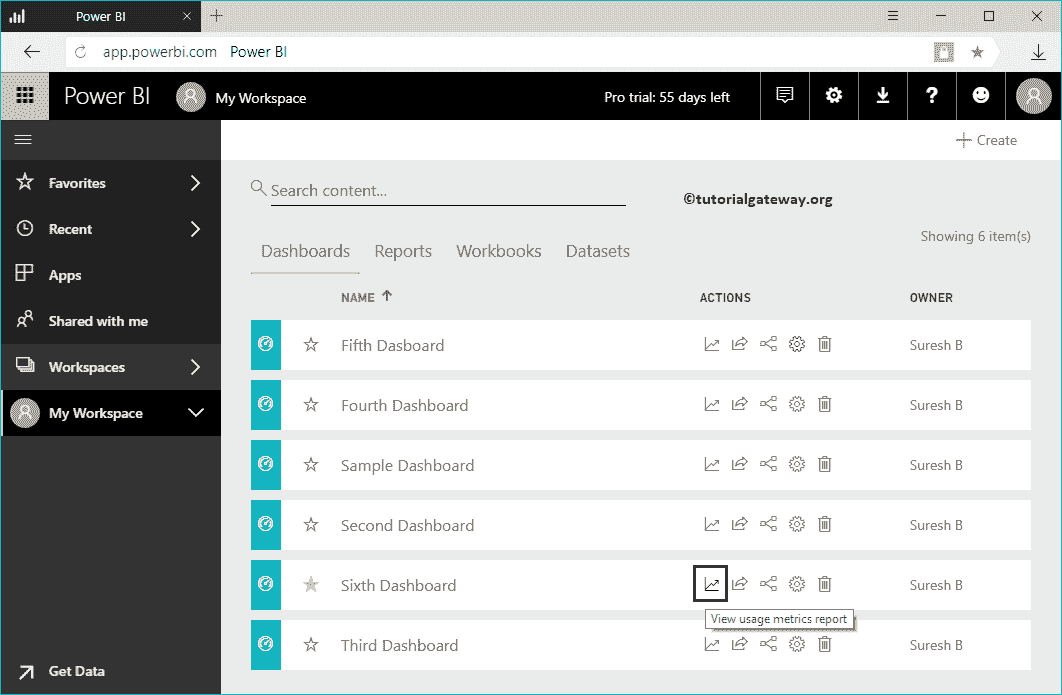 Power BI
app.powerbi.com Power BI
Power BI My Workspace Pro trial: 55 days left ?
Create
Favorites
Recent
Apps
Shared with me
Workspaces
My Workspace
Get Data
Search content...
©tutorialgateway.org
Showing 6 item(s)
Dashboards Reports Workbooks Datasets
NAME ACTIONS OWNER
Fifth Dasboard Suresh B
Fourth Dashboard Suresh B
Sample Dashboard Suresh B
Second Dashboard Suresh B
Sixth Dashboard Suresh B
View usage metrics report
Third Dashboard Suresh B